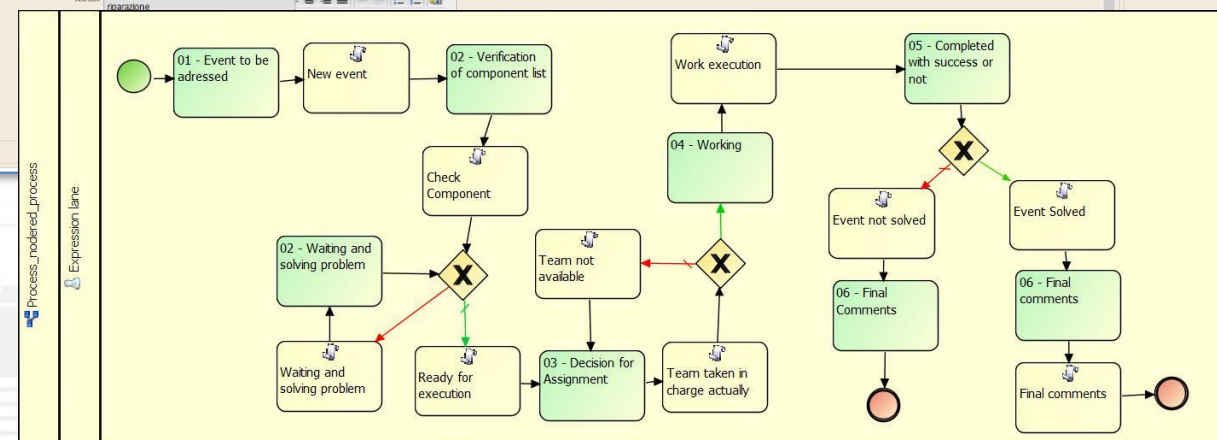 riparazione
Process_nodered_process
Expression lane
01 - Event to be
adressed
New event
02 - Verification
of component list
Check
Component
02 - Waiting and
solving problem
Waiting and
solving problem
Ready for
execution
Team not
available
03 - Decision for
Assignment
Team taken in
charge actually
04 - Working
Work execution
05 - Completed
with success or
not
Event not solved
Event Solved
06 - Final
Comments
06 - Final
comments
Final comments